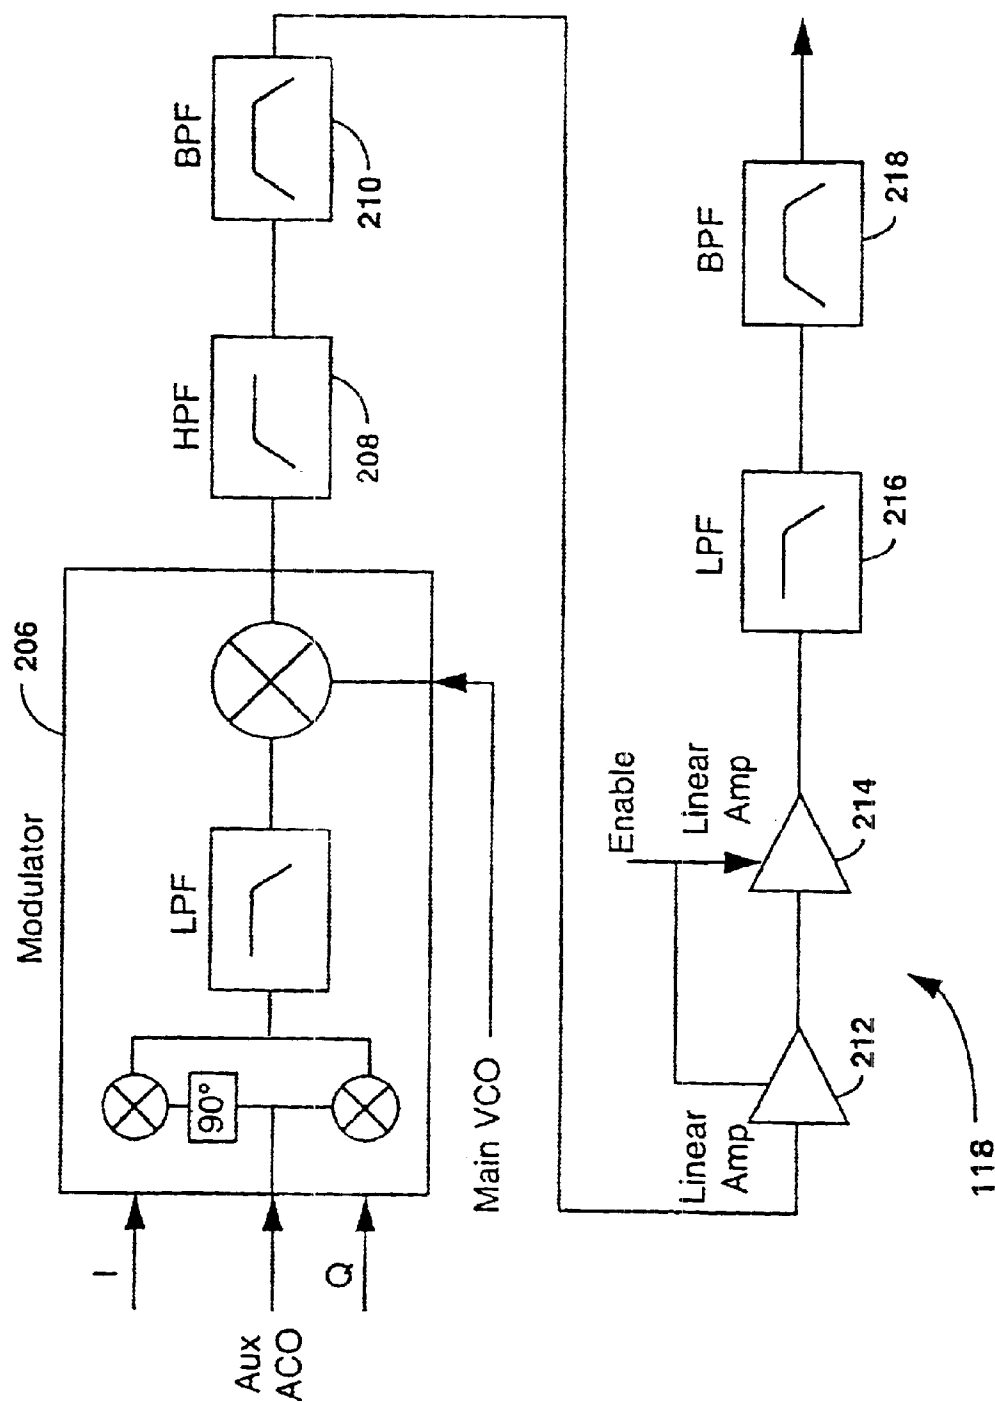 Modulator
206
I
Aux
ACO
Q
90°
LPF
HPF
208
BPF
210
Main VCO
Enable
Linear
Amp
212
Linear
Amp
214
LPF
216
BPF
218
118